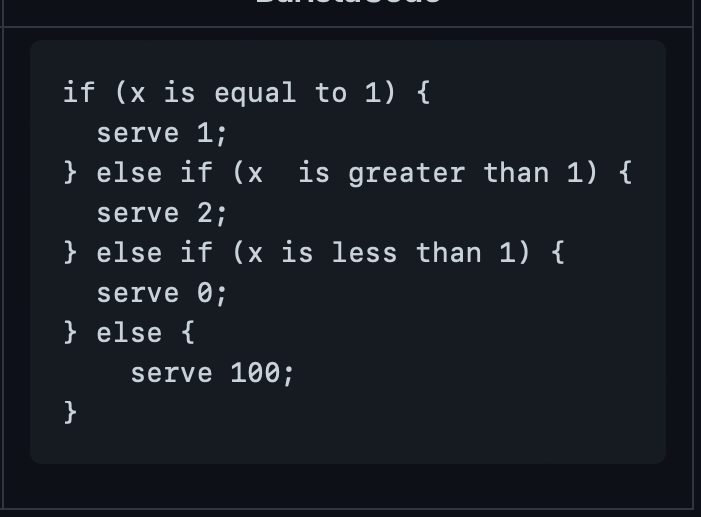 if (x is equal to 1) {
  serve 1;
} else if (x  is greater than 1) {
  serve 2;
} else if (x is less than 1) {
  serve 0;
} else {
    serve 100;
}